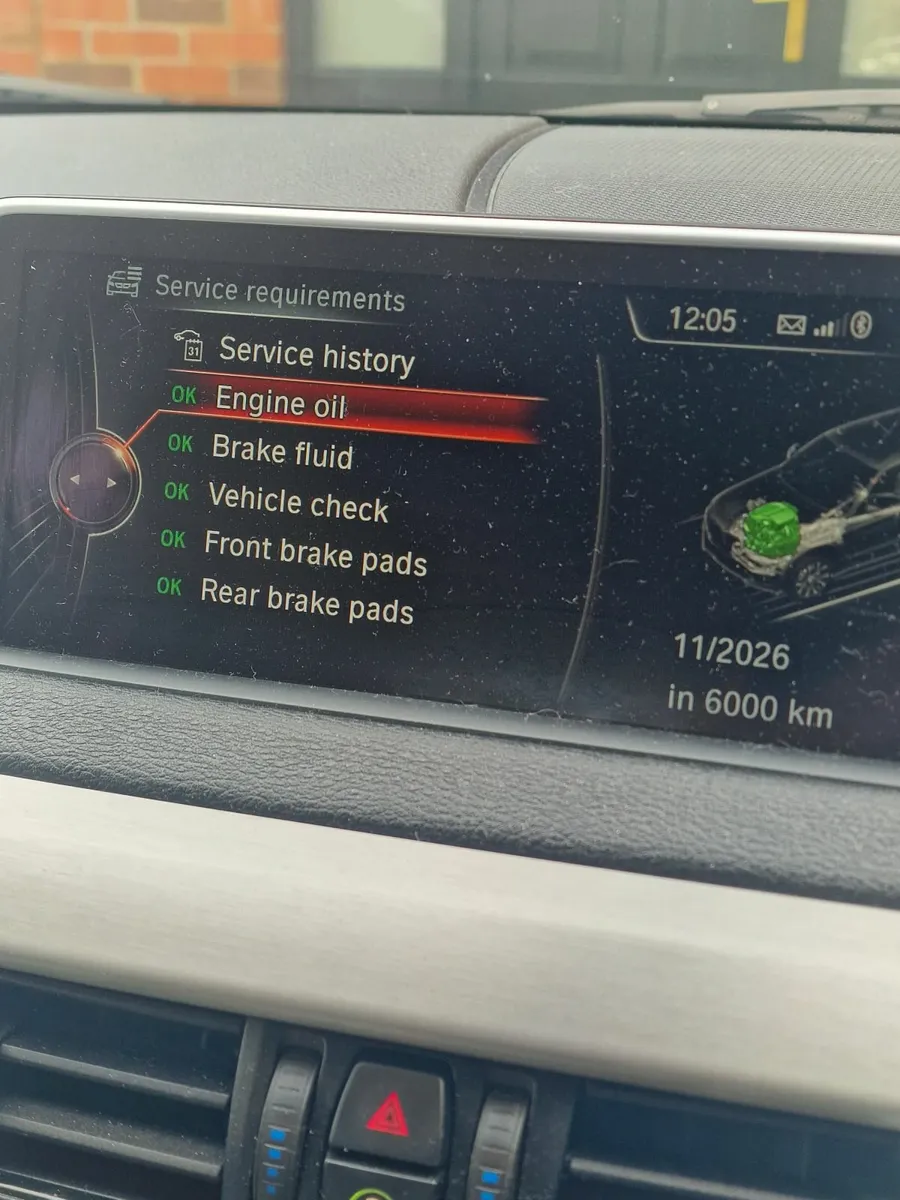 Service requirements
12:05
31
Service history
OK Engine oil
OK Brake fluid
OK Vehicle check
OK Front brake pads
OK Rear brake pads
11/2026
in 6000 km